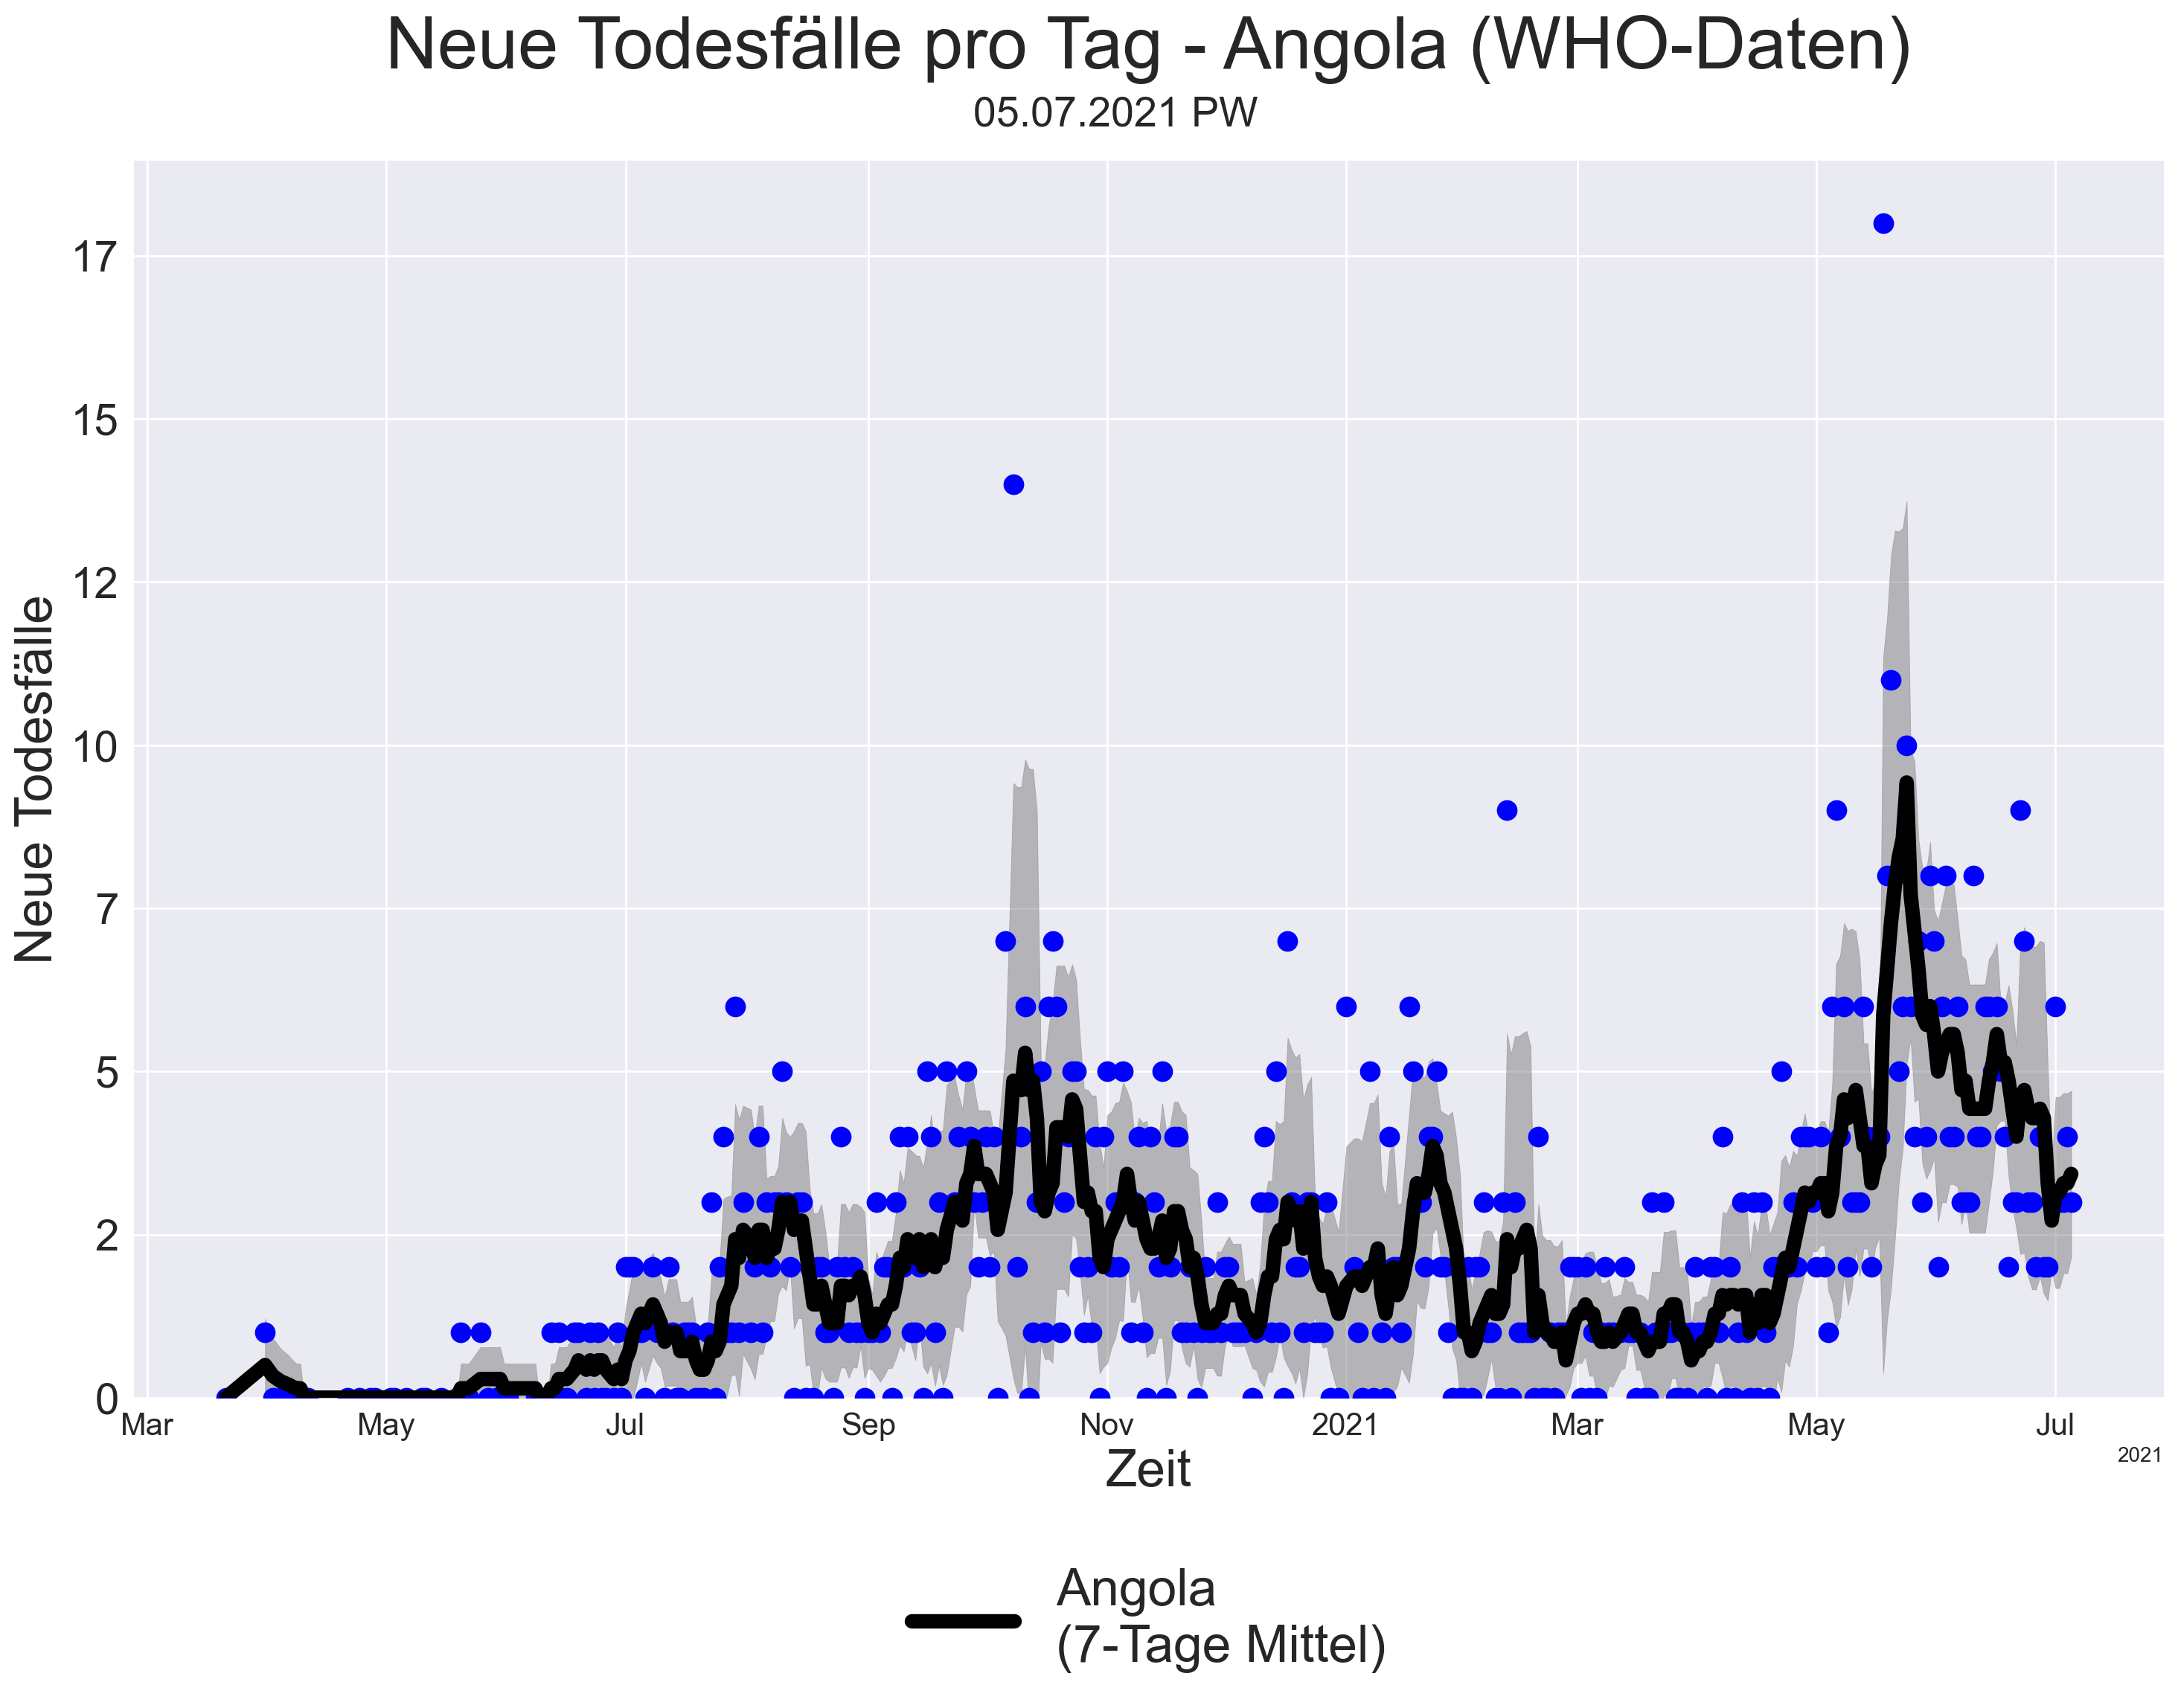 Neue Todesfälle pro Tag - Angola (WHO-Daten)
05.07.2021 PW
Neue Todesfälle
17
15
14
12
10
7
5
2
0
Mar May Jul Sep Nov 2021 Mar May Jul
2021
Zeit
Angola
(7-Tage Mittel)